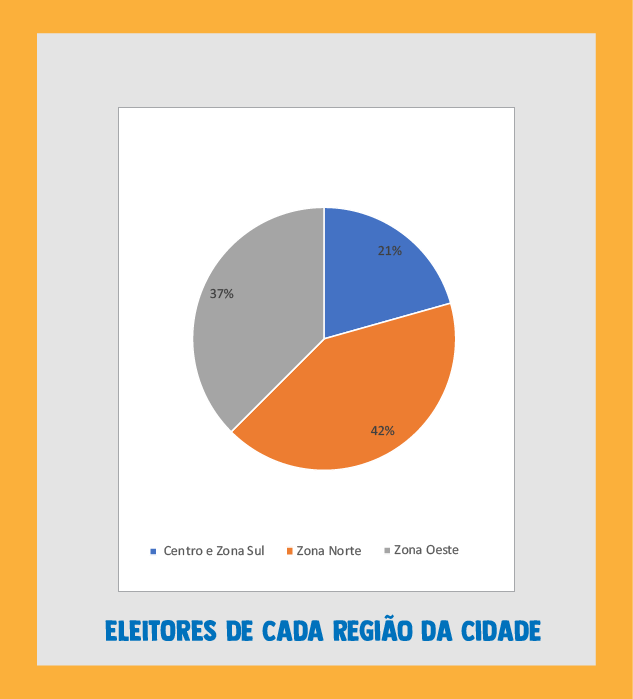 21%
37%
42%
Centro e Zona Sul Zona Norte Zona Oeste
ELEITORES DE CADA REGIÃO DA CIDADE